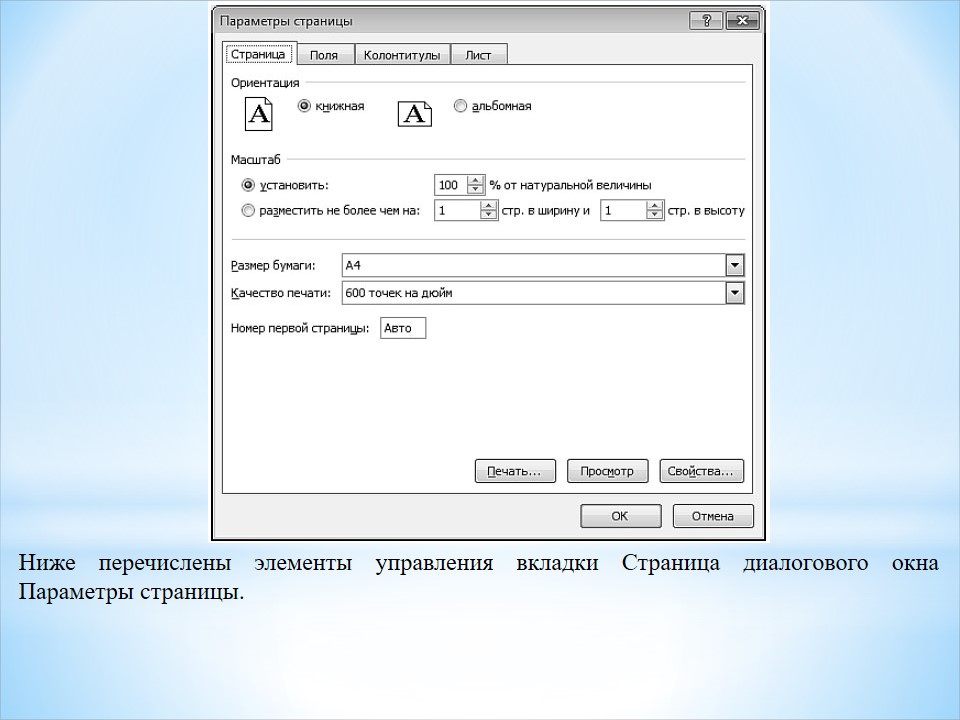 Параметры страницы
Страница Поля Колонтитулы Лист
Ориентация
A книжная A альбомная
Масштаб
установить: 100 % от натуральной величины
разместить не более чем на: 1 стр. в ширину и 1 стр. в высоту
Размер бумаги: A4
Качество печати: 600 точек на дюйм
Номер первой страницы: Авто
Печать... Просмотр Свойства...
ОК Отмена
Ниже перечислены элементы управления вкладки Страница диалогового окна
Параметры страницы.